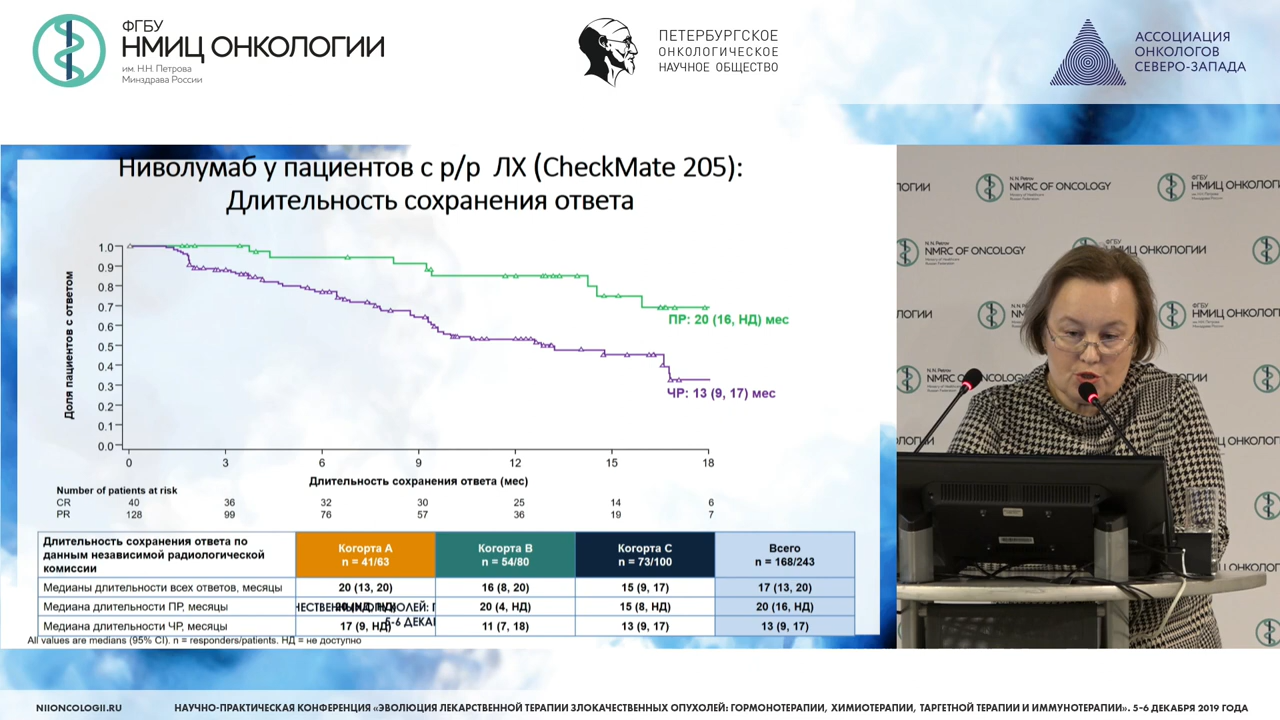 ФГБУ
НМИЦ ОНКОЛОГИИ
им. Н.Н. Петрова
Минздрава России
ПЕТЕРБУРГСКОЕ
ОНКОЛОГИЧЕСКОЕ
НАУЧНОЕ ОБЩЕСТВО
АССОЦИАЦИЯ
ОНКОЛОГОВ
СЕВЕРО-ЗАПАДА
Ниволумаб у пациентов с р/р ЛХ (CheckMate 205):
Длительность сохранения ответа
Доля пациентов с ответом
1.0
0.9
0.8
0.7
0.6
0.5
0.4
0.3
0.2
0.1
0.0
ПР: 20 (16, НД) мес
ЧР: 13 (9, 17) мес
0 3 6 9 12 15 18
Длительность сохранения ответа (мес)
Number of patients at risk
CR 40 36 32 30 25 14 6
PR 128 99 76 57 36 19 7
Длительность сохранения ответа по данным независимой радиологической комиссии Когорта A n = 41/63 Когорта B n = 54/80 Когорта C n = 73/100 Всего n = 168/243
Медианы длительности всех ответов, месяцы 20 (13, 20) 16 (8, 20) 15 (9, 17) 17 (13, 20)
Медиана длительности ПР, месяцы 20 (4, НД) 15 (8, НД) 20 (16, НД)
Медиана длительности ЧР, месяцы 17 (9, НД) 11 (7, 18) 13 (9, 17) 13 (9, 17)
All values are medians (95% CI). n = responders/patients. НД = не доступно
NMRC OF ONCOLOGY
ФГБУ
НМИЦ ОНКОЛОГИИ
NMRC OF ONCOLOGY
НМИЦ ОНКОЛОГИИ
NIIONCOLOGII.RU
НАУЧНО-ПРАКТИЧЕСКАЯ КОНФЕРЕНЦИЯ «ЭВОЛЮЦИЯ ЛЕКАРСТВЕННОЙ ТЕРАПИИ ЗЛОКАЧЕСТВЕННЫХ ОПУХОЛЕЙ: ГОРМОНОТЕРАПИИ, ХИМИОТЕРАПИИ, ТАРГЕТНОЙ ТЕРАПИИ И ИММУНОТЕРАПИИ». 5-6 ДЕКАБРЯ 2019 ГОДА